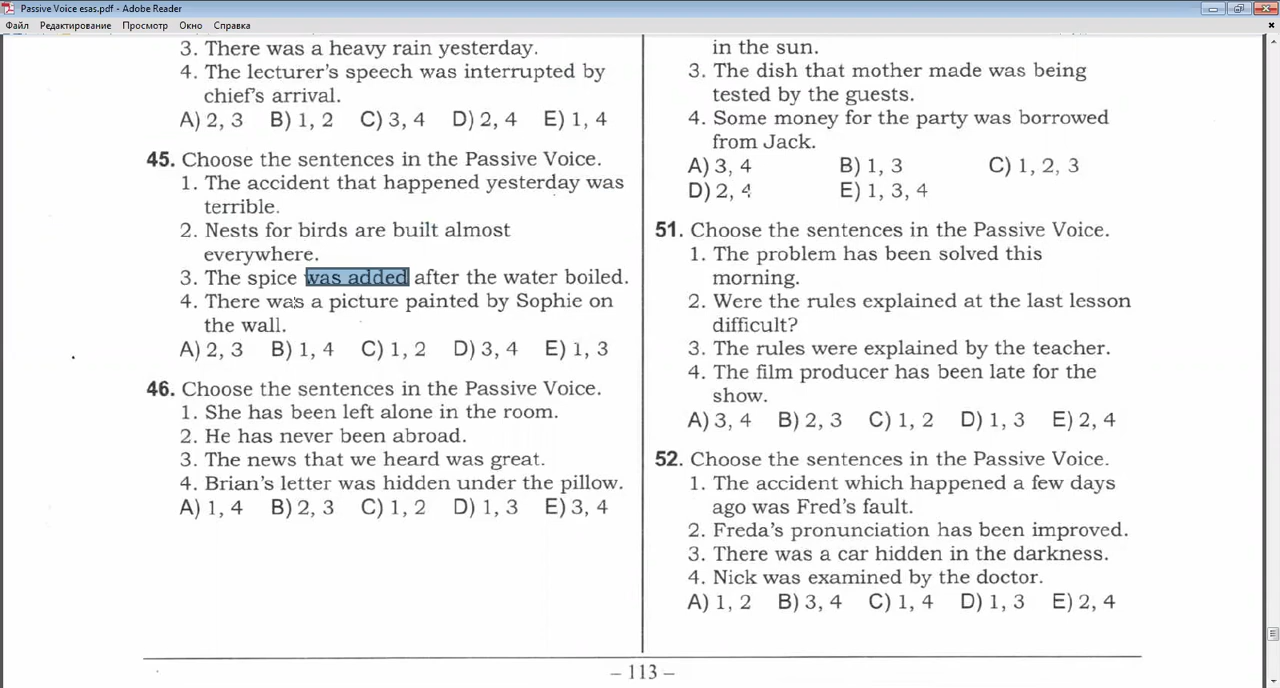 Passive Voice esas.pdf - Adobe Reader
Файл Редактирование Просмотр Окно Справка
3. There was a heavy rain yesterday.
4. The lecturer's speech was interrupted by
chief's arrival.
A) 2, 3 B) 1, 2 C) 3, 4 D) 2, 4 E) 1, 4
45. Choose the sentences in the Passive Voice.
1. The accident that happened yesterday was
terrible.
2. Nests for birds are built almost
everywhere.
3. The spice was added after the water boiled.
4. There was a picture painted by Sophie on
the wall.
A) 2, 3 B) 1, 4 C) 1, 2 D) 3, 4 E) 1, 3
46. Choose the sentences in the Passive Voice.
1. She has been left alone in the room.
2. He has never been abroad.
3. The news that we heard was great.
4. Brian's letter was hidden under the pillow.
A) 1, 4 B) 2, 3 C) 1, 2 D) 1, 3 E) 3, 4
in the sun.
3. The dish that mother made was being
tested by the guests.
4. Some money for the party was borrowed
from Jack.
A) 3, 4 B) 1, 3 C) 1, 2, 3
D) 2, 4 E) 1, 3, 4
51. Choose the sentences in the Passive Voice.
1. The problem has been solved this
morning.
2. Were the rules explained at the last lesson
difficult?
3. The rules were explained by the teacher.
4. The film producer has been late for the
show.
A) 3, 4 B) 2, 3 C) 1, 2 D) 1, 3 E) 2, 4
52. Choose the sentences in the Passive Voice.
1. The accident which happened a few days
ago was Fred's fault.
2. Freda's pronunciation has been improved.
3. There was a car hidden in the darkness.
4. Nick was examined by the doctor.
A) 1, 2 B) 3, 4 C) 1, 4 D) 1, 3 E) 2, 4
– 113 –